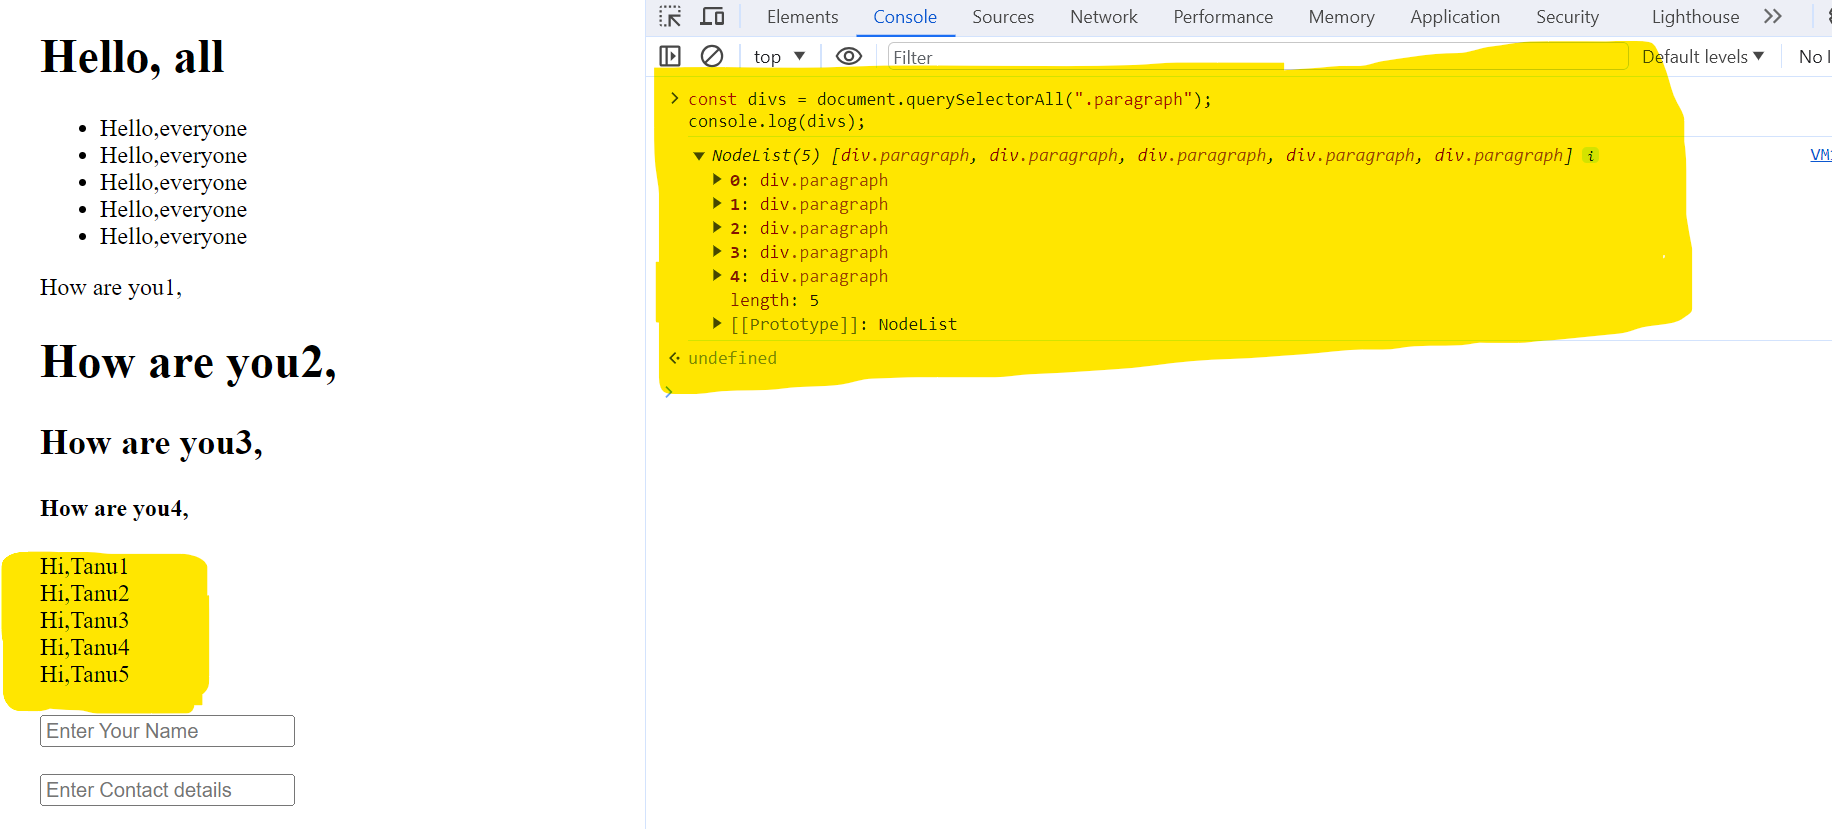 Hello, all
Hello,everyone
Hello,everyone
Hello,everyone
Hello,everyone
Hello,everyone
How are you1,
How are you2,
How are you3,
How are you4,
Hi,Tanu1
Hi,Tanu2
Hi,Tanu3
Hi,Tanu4
Hi,Tanu5
Enter Your Name
Enter Contact details
Elements Console Sources Network Performance Memory Application Security Lighthouse
top Filter Default levels No
const divs = document.querySelectorAll(".paragraph");
console.log(divs);
NodeList(5) [div.paragraph, div.paragraph, div.paragraph, div.paragraph, div.paragraph] i
0: div.paragraph
1: div.paragraph
2: div.paragraph
3: div.paragraph
4: div.paragraph
length: 5
[[Prototype]]: NodeList
undefined